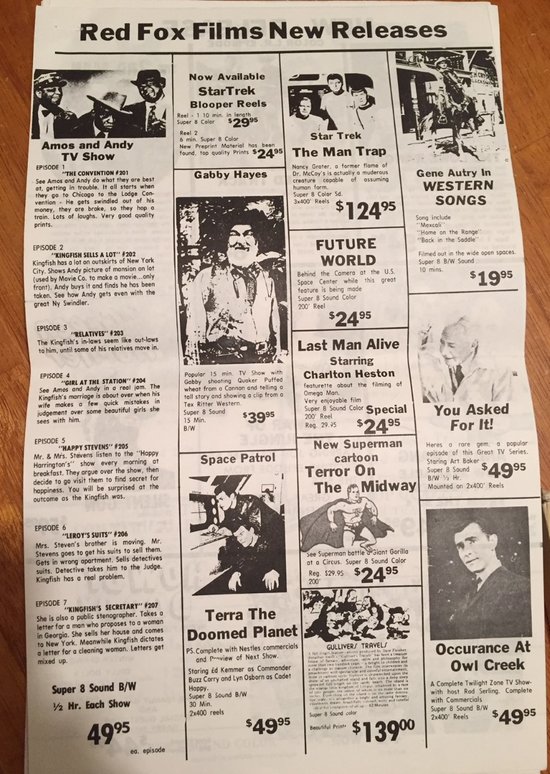 Red Fox Films New Releases
Amos and Andy
TV Show
EPISODE 1
"THE CONVENTION #201
See Amos and Andy do what they are best
at, getting in trouble. It all starts when
they go to Chicago to the Lodge Con-
vention - He gets swindled out of his
money, they are broke, so they hop a
train. Lots of laughs. Very good quality
prints.
EPISODE 2
"KINGFISH SELLS A LOT" #202
Kingfish has a lot on outskirts of New York
City. Shows Andy picture of mansion on lot
(used by Movie Co. to make a movie...only
front). Andy buys it and finds he has been
taken. See how Andy gets even with the
great Ny Swindler.
EPISODE 3
"RELATIVES" #203
The Kingfish's in-laws seem like out-laws
to him, until some of his relatives move in.
EPISODE 4
"GIRL AT THE STATION" #204
See Amos and Andy in a real jam. The
Kingfish's marriage is about over when his
wife makes a few quick mistakes in
judgement over some beautiful girls she
sees with him.
EPISODE 5
"HAPPY STEVENS" #205
Mr. & Mrs. Stevens listen to the "Happy
Harrington's" show every morning at
breakfast. They argue over the show, then
decide to go visit them to find secret for
happiness. You will be surprised at the
outcome as the Kingfish was.
EPISODE 6
"LEROY'S SUITS" #206
Mrs. Steven's brother is moving. Mr.
Stevens goes to get his suits to sell them.
Gets in wrong apartment. Sells detectives
suits. Detective takes him to the Judge.
Kingfish has a real problem.
EPISODE 7
"KINGFISH'S SECRETARY" #207
She is also a public stenographer. Takes a
letter for a man who proposes to a woman
in Georgia. She sells her house and comes
to New York. Meanwhile Kingfish dictates
a letter for a cleaning woman. Letters get
mixed up.
Super 8 Sound B/W
½ Hr. Each Show
49 95
ea. episode
Now Available
StarTrek
Blooper Reels
Reel - 1 10 min. in length
Super 8 Color $29 95
Reel 2
6 min. Super 8 Color
New Preprint Material has been
found, top quality Prints $24 95
Gabby Hayes
Popular 15 min. TV Show with
Gabby shooting Quaker Puffed
wheat from a Cannon and telling a
tell story and showing a clip from a
Tex Ritter Western.
Super 8 Sound
15 Min.
B/W
$39 95
Space Patrol
Terra The
Doomed Planet
PS. Complete with Nestles commercials
and Preview of Next Show.
Staring Ed Kemmer as Commander
Buzz Corry and Lyn Osborn as Cadet
Happy.
Super 8 Sound B/W
30 Min.
2x400 reels
$49 95
Star Trek
The Man Trap
Nancy Grater, a former flame of
Dr. McCoy's is actually a muderous
creature capable of assuming
human form.
Super 8 Color Sd.
3x400' Reels
$124 95
FUTURE
WORLD
Behind the Camera at the U.S.
Space Center while this great
feature is being made
Super 8 Sound Color
200' Reel
$24 95
Last Man Alive
Starring
Charlton Heston
featurette about the filming of
Omega Man.
Very enjoyable film
Super 8 Sound Color Special
200' Reel
Reg. 29.95 $24 95
New Superman
cartoon
Terror On
The Midway
See Superman battle a Giant Gorilla
at a Circus. Super 8 Sound Color
Reg. $29.95
200'
$24 95
GULLIVERS TRAVELS
Super 8 Sound color
Beautiful Prints $139 00
Gene Autry In
WESTERN
SONGS
Song include
"Mexcali"
"Home on the Range"
"Back in the Saddle"
Filmed out in the wide open spaces.
Super 8 B/W Sound
10 mins.
$19 95
You Asked
For It!
Heres a rare gem: a popular
episode of this Great TV Series.
Staring Art Baker
Super 8 Sound
B/W ½ Hr.
Mounted on 2x400' Reels
$49 95
Occurance At
Owl Creek
A Complete Twilight Zone TV Show-
with host Rod Serling. Complete
with Commercials
Super 8 Sound B/W
2x400' Reels
$49 95